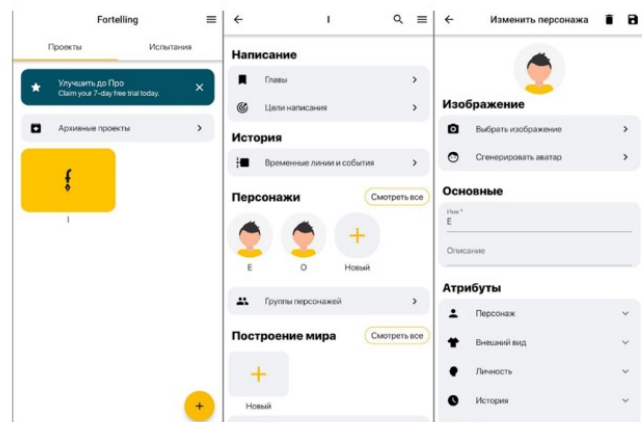 Fortelling
Проекты
Испытания
Улучшить до Про
Claim your 7-day free trial today.
Архивные проекты
I
I
Написание
Главы
Цели написания
История
Временные линии и события
Персонажи
Смотреть все
E
O
Новый
Группы персонажей
Построение мира
Смотреть все
Новый
Изменить персонажа
Изображение
Выбрать изображение
Сгенерировать аватар
Основные
Имя *
E
Описание
Атрибуты
Персонаж
Внешний вид
Личность
История